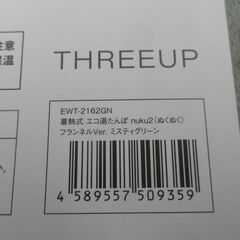 注意
保温
THREEUP
EWT-2162GN
蓄熱式 エコ湯たんぽ nuku2（ぬくぬく）
フランネルVer. ミスティグリーン
4 589557 509359